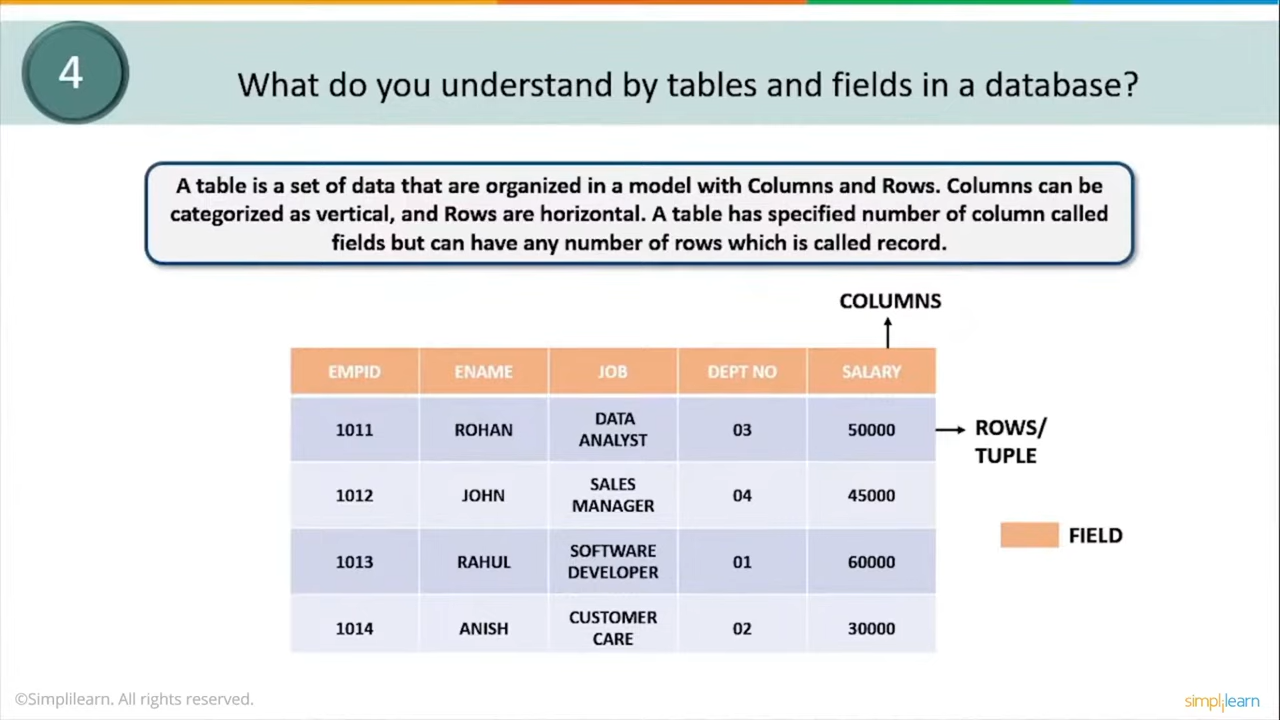 4
What do you understand by tables and fields in a database?
A table is a set of data that are organized in a model with Columns and Rows. Columns can be
categorized as vertical, and Rows are horizontal. A table has specified number of column called
fields but can have any number of rows which is called record.
COLUMNS
EMPID ENAME JOB DEPT NO SALARY
1011 ROHAN DATA ANALYST 03 50000
ROWS/
TUPLE
1012 JOHN SALES MANAGER 04 45000
FIELD
1013 RAHUL SOFTWARE DEVELOPER 01 60000
1014 ANISH CUSTOMER CARE 02 30000
©Simplilearn. All rights reserved.
simplilearn